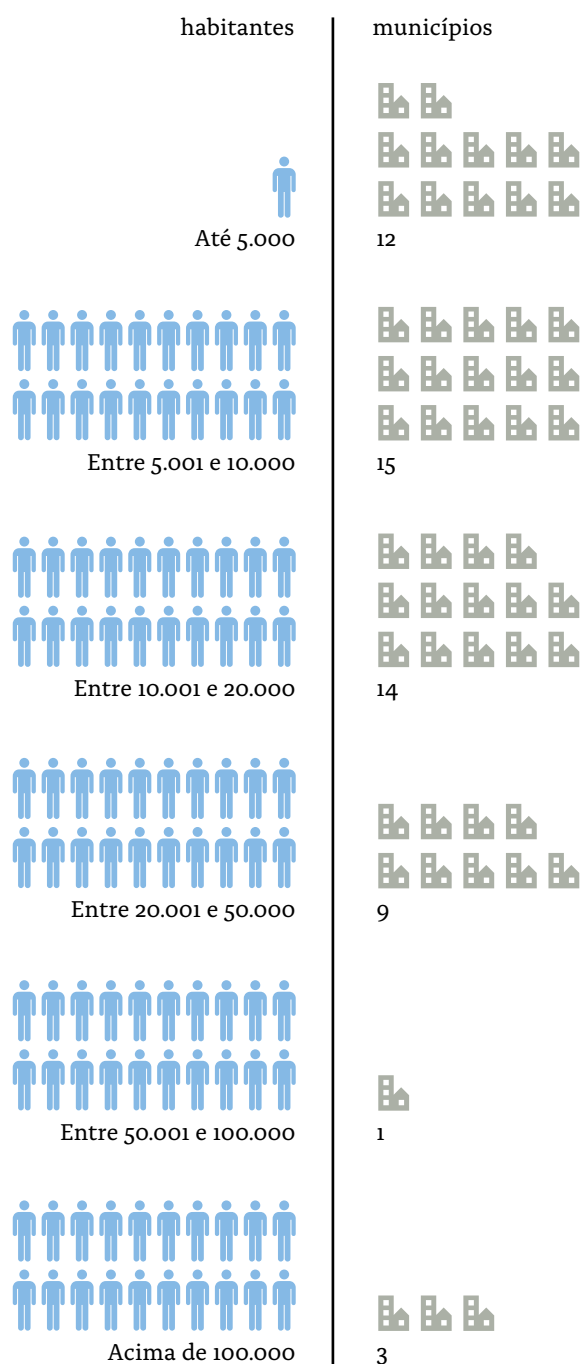 habitantes municípios
Até 5.000 12
Entre 5.001 e 10.000 15
Entre 10.001 e 20.000 14
Entre 20.001 e 50.000 9
Entre 50.001 e 100.000 1
Acima de 100.000 3